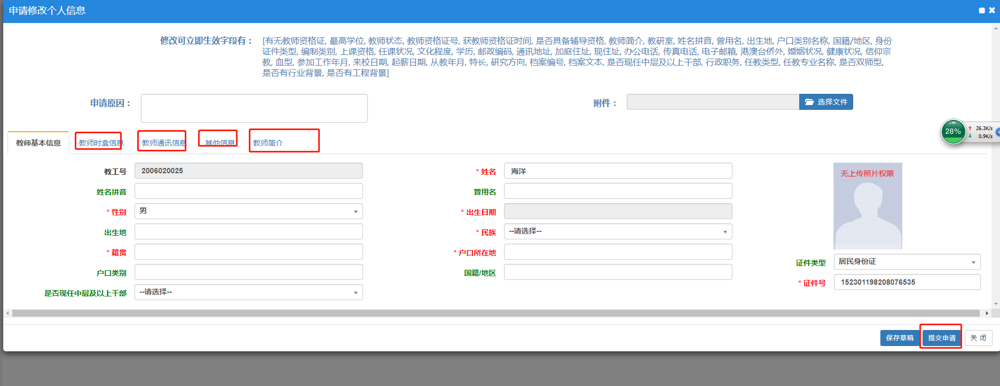 申请修改个人信息
修改可立即生效字段有： [有无教师资格证, 最高学位, 教师状态, 教师资格证号, 获教师资格证时间, 是否具备辅导资格, 教师简介, 教研室, 姓名拼音, 曾用名, 出生地, 户口类别名称, 国籍/地区, 身份
证件类型, 编制类别, 上课资格, 任课状况, 文化程度, 学历, 邮政编码, 通讯地址, 加庭住址, 现住址, 办公电话, 传真电话, 电子邮箱, 港澳台侨外, 婚姻状况, 健康状况, 信仰宗
教, 血型, 参加工作年月, 来校日期, 起薪日期, 从教年月, 特长, 研究方向, 档案编号, 档案文本, 是否现任中层及以上干部, 行政职务, 任教类型, 任教专业名称, 是否双师型,
是否有行业背景, 是否有工程背景]
申请原因： 附件： 选择文件
28% 26.3K/s
0.9K/s
教师基本信息 教师时盒信息 教师通讯信息 其他信息 教师简介
教工号 2006020025 * 姓名 海洋 无上传照片权限
姓名拼音 曾用名
* 性别 男 * 出生日期
出生地 * 民族 --请选择--
* 籍贯 * 户口所在地
证件类型 居民身份证
户口类别 国籍/地区
* 证件号 152301198208076535
是否现任中层及以上干部 --请选择--
保存草稿 提交申请 关 闭